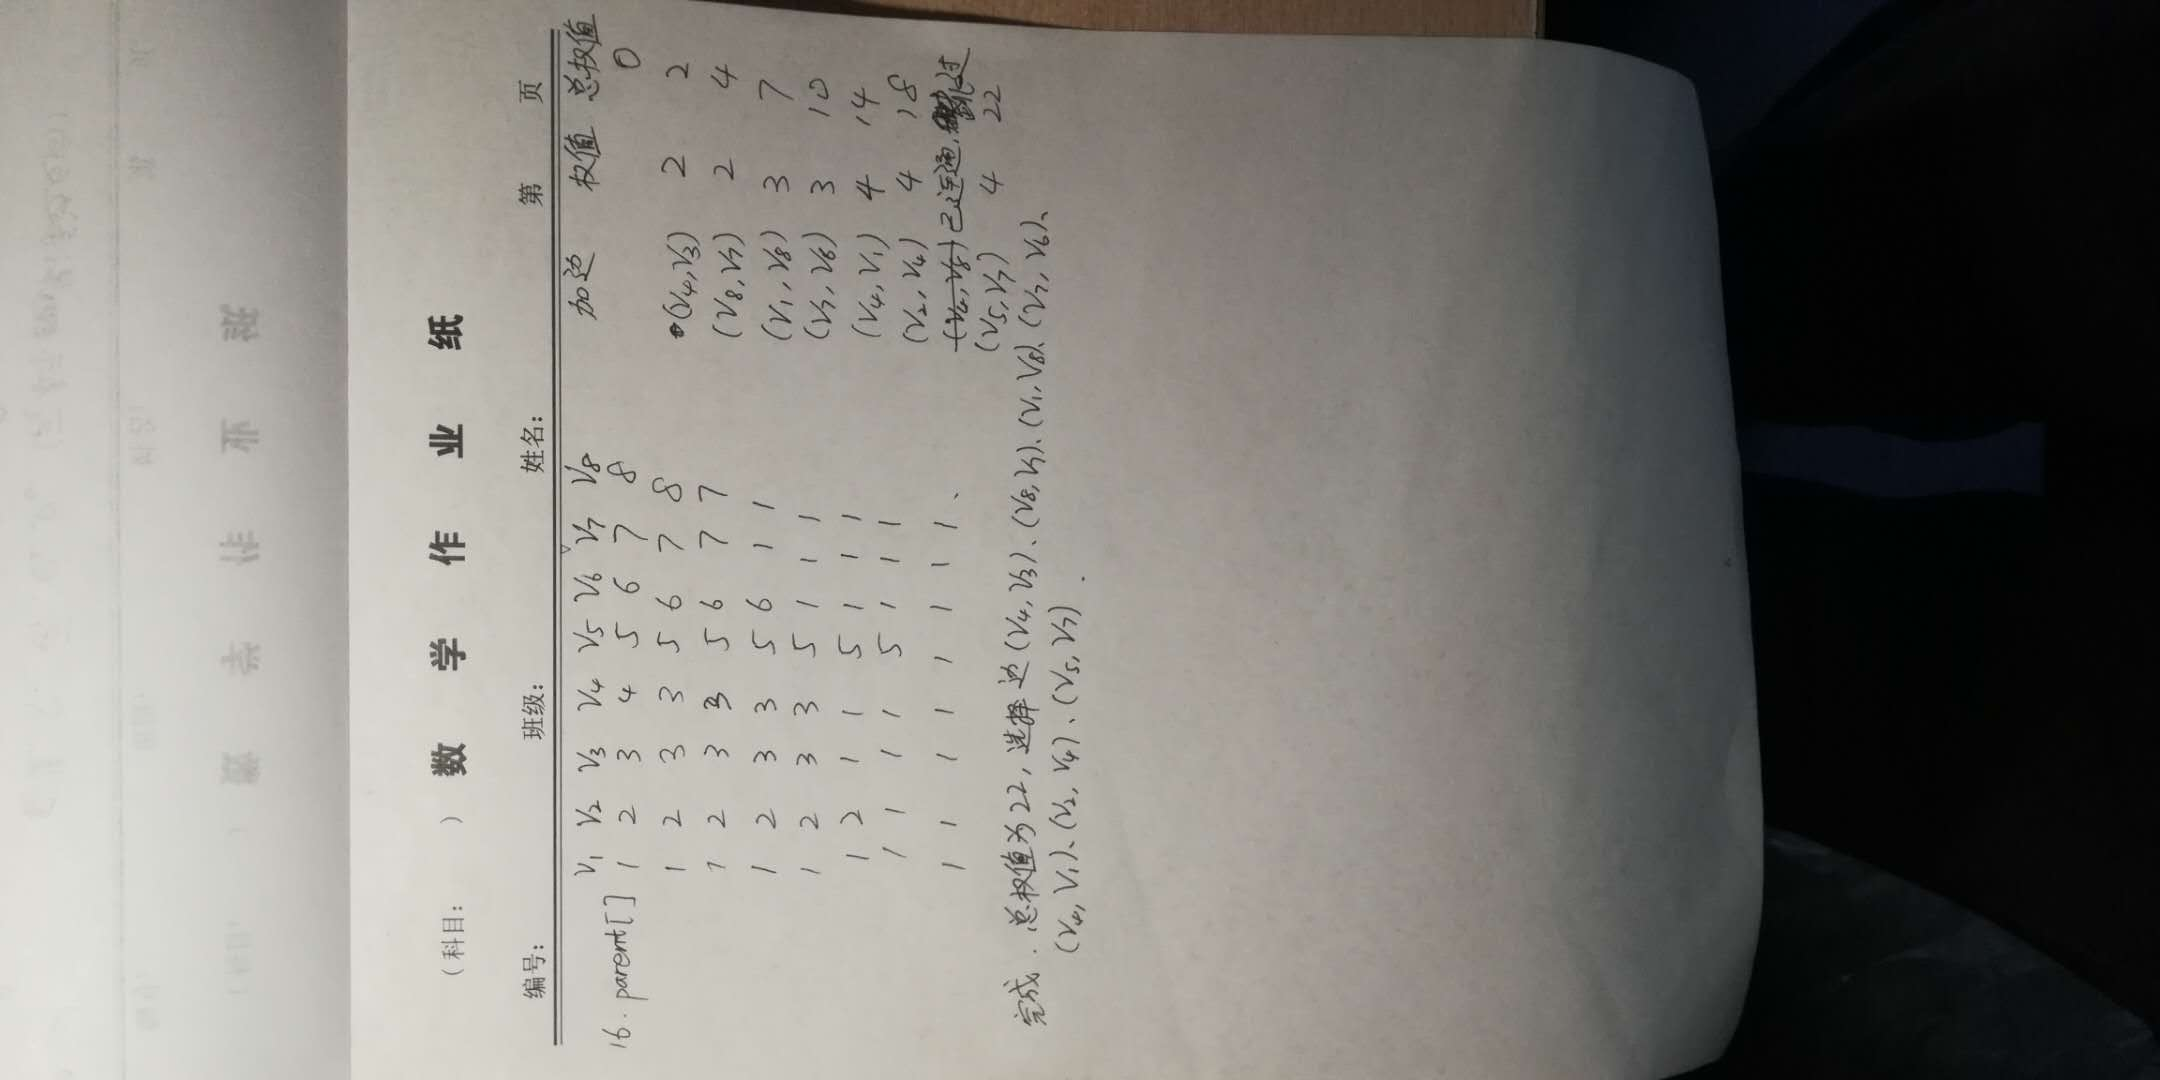 （科目： ） 数 学 作 业 纸
编号： 班级： 姓名： 第 页
V1 V2 V3 V4 V5 V6 V7 V8 加边 权值 总权值
16. parent[] 1 2 3 4 5 6 7 8 0
1 2 3 3 5 6 7 8 (V4,V3) 2 2
1 2 3 3 5 6 7 7 (V8,V7) 2 4
1 2 3 3 5 6 1 1 (V1,V8) 3 7
1 2 3 3 5 1 1 1 (V7,V6) 3 10
1 2 1 1 5 1 1 1 (V4,V1) 4 14
1 1 1 1 5 1 1 1 (V2,V4) 4 18
(V4,V8) 已连通, 跳过
1 1 1 1 1 1 1 1 (V5,V7) 4 22
完成. 总权值为22, 选择边(V4,V3)、(V8,V7)、(V1,V8)、(V7,V6)、
(V4,V1)、(V2,V4)、(V5,V7).